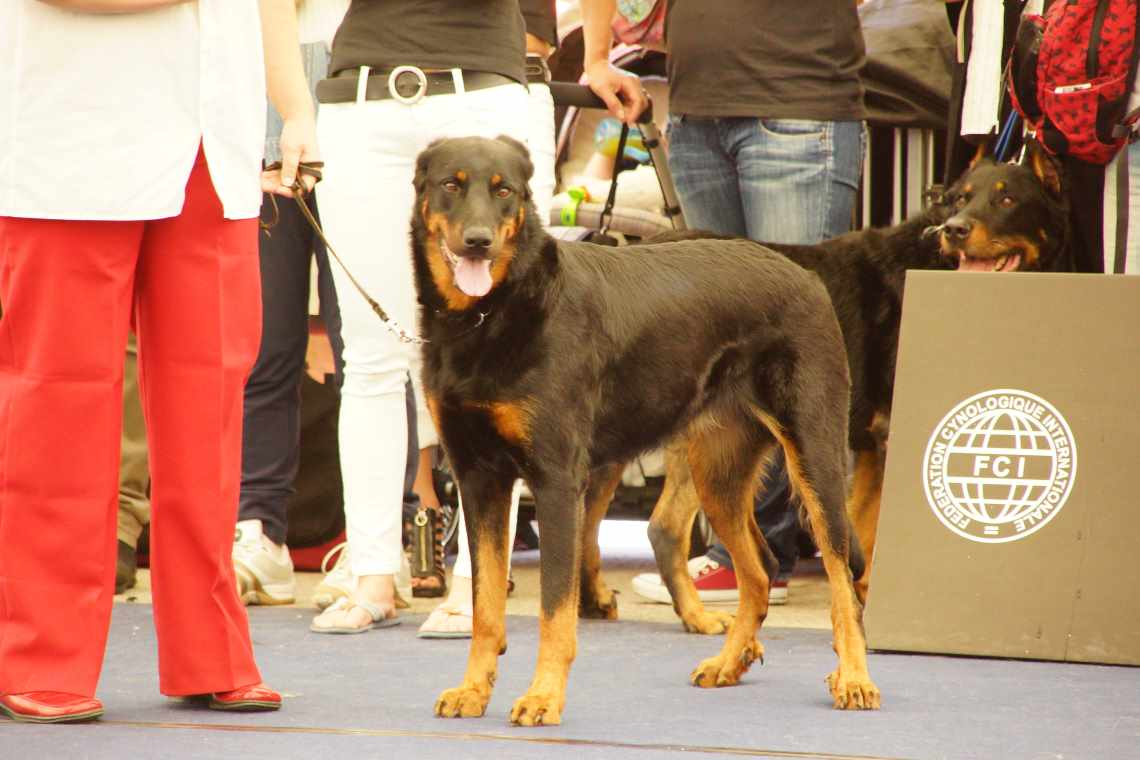 FEDERATION CYNOLOGIQUE INTERNATIONALE
FCI
=